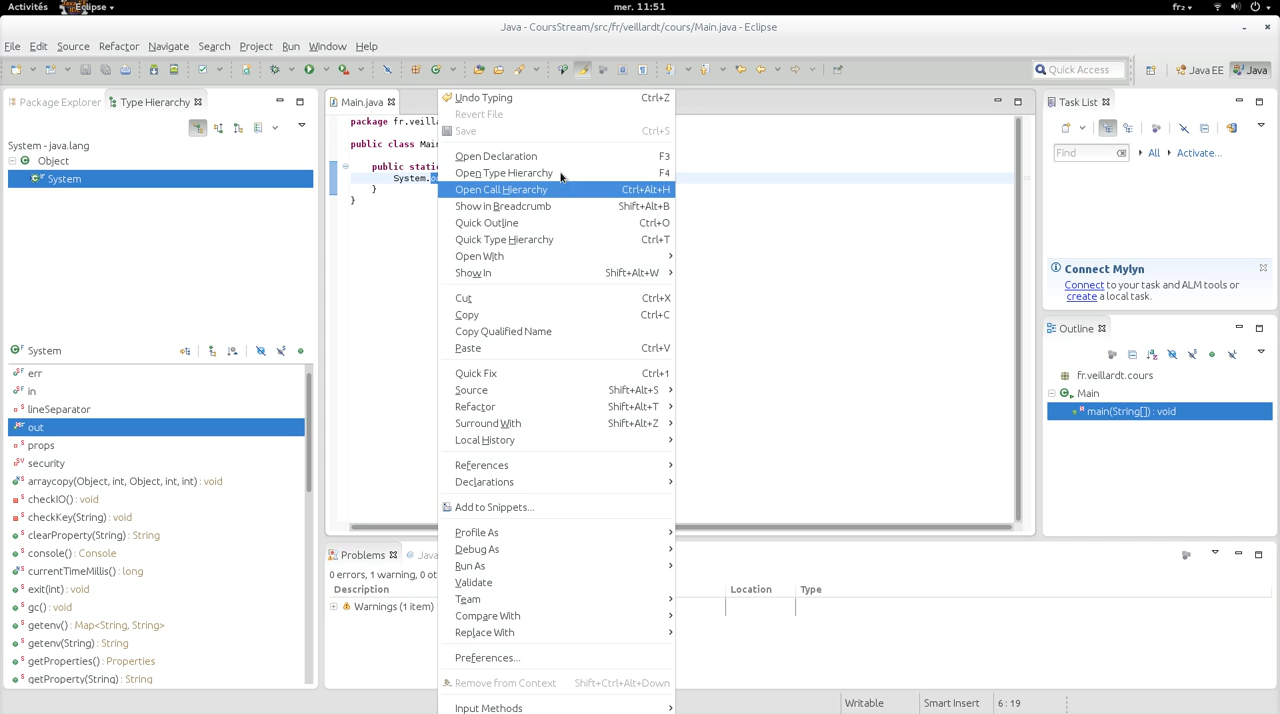 Activités
Eclipse
mer. 11:51
fr2
Java - CoursStream/src/fr/veillardt/cours/Main.java - Eclipse
File Edit Source Refactor Navigate Search Project Run Window Help
Quick Access
Java EE
Java
Package Explorer
Type Hierarchy
System - java.lang
Object
System
System
err
in
lineSeparator
out
props
security
arraycopy(Object, int, Object, int, int) : void
checkIO() : void
checkKey(String) : void
clearProperty(String) : String
console() : Console
currentTimeMillis() : long
exit(int) : void
gc() : void
getenv() : Map<String, String>
getenv(String) : String
getProperties() : Properties
getProperty(String) : String
Main.java
package fr.veilla
public class Mai
public stati
System.
}
}
Undo Typing Ctrl+Z
Revert File
Save Ctrl+S
Open Declaration F3
Open Type Hierarchy F4
Open Call Hierarchy Ctrl+Alt+H
Show in Breadcrumb Shift+Alt+B
Quick Outline Ctrl+O
Quick Type Hierarchy Ctrl+T
Open With
Show In Shift+Alt+W
Cut Ctrl+X
Copy Ctrl+C
Copy Qualified Name
Paste Ctrl+V
Quick Fix Ctrl+1
Source Shift+Alt+S
Refactor Shift+Alt+T
Surround With Shift+Alt+Z
Local History
References
Declarations
Add to Snippets...
Profile As
Debug As
Run As
Validate
Team
Compare With
Replace With
Preferences...
Remove from Context Shift+Ctrl+Alt+Down
Input Methods
Problems
Java
0 errors, 1 warning, 0 ot
Description
Location
Type
Warnings (1 item)
Task List
Find
All
Activate...
Connect Mylyn
Connect to your task and ALM tools or
create a local task.
Outline
fr.veillardt.cours
Main
main(String[]) : void
Writable
Smart Insert
6 : 19